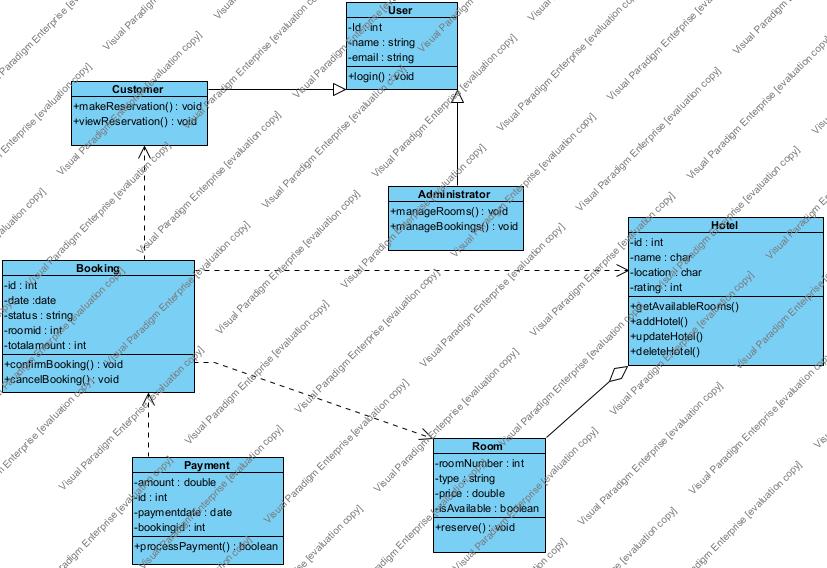 User
-Id : int
-name : string
-email : string
+login() : void
Customer
+makeReservation() : void
+viewReservation() : void
Administrator
+manageRooms() : void
+manageBookings() : void
Hotel
-id : int
-name : char
-location : char
-rating : int
+getAvailableRooms()
+addHotel()
+updateHotel()
+deleteHotel()
Booking
-id : int
-date :date
-status : string
-roomid : int
-totalamount : int
+confirmBooking() : void
+cancelBooking() : void
Room
-roomNumber : int
-type : string
-price : double
-isAvailable : boolean
+reserve() : void
Payment
-amount : double
-id : int
-paymentdate : date
-bookingid : int
+processPayment() : boolean
Visual Paradigm Enterprise [evaluation copy]